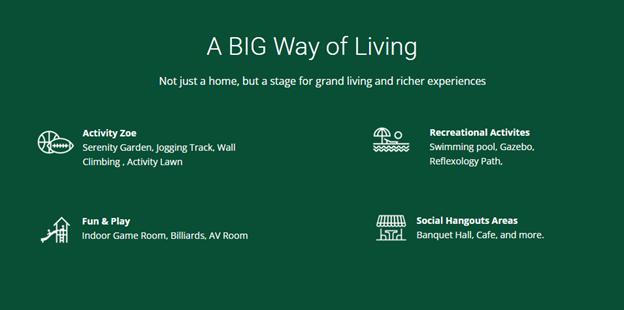 A BIG Way of Living
Not just a home, but a stage for grand living and richer experiences
Activity Zoe
Serenity Garden, Jogging Track, Wall
Climbing , Activity Lawn
Recreational Activites
Swimming pool, Gazebo,
Reflexology Path,
Fun & Play
Indoor Game Room, Billiards, AV Room
Social Hangouts Areas
Banquet Hall, Cafe, and more.